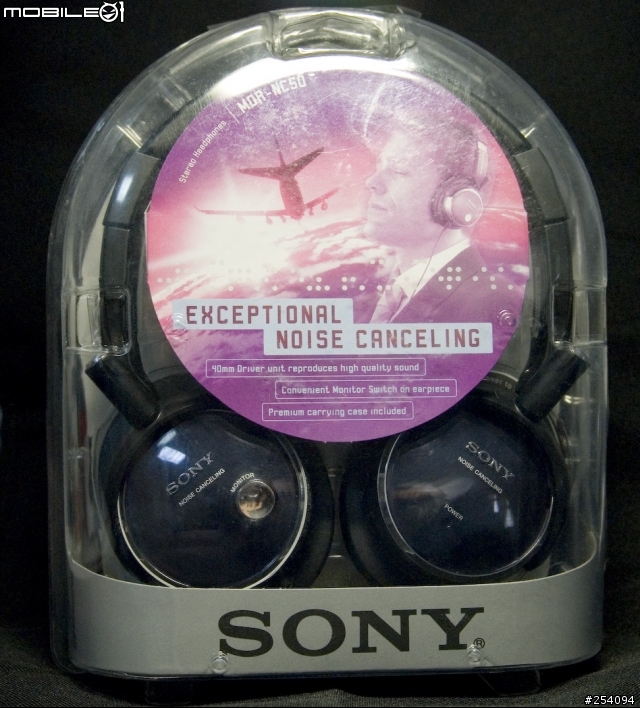 MOBILE01
Stereo Headphones
MDR-NC50
EXCEPTIONAL
NOISE CANCELING
40mm Driver unit reproduces high quality sound
Convenient Monitor Switch on earpiece
Premium carrying case included
SONY
NOISE CANCELING
MONITOR
SONY
NOISE CANCELING
POWER
SONY®
#254094